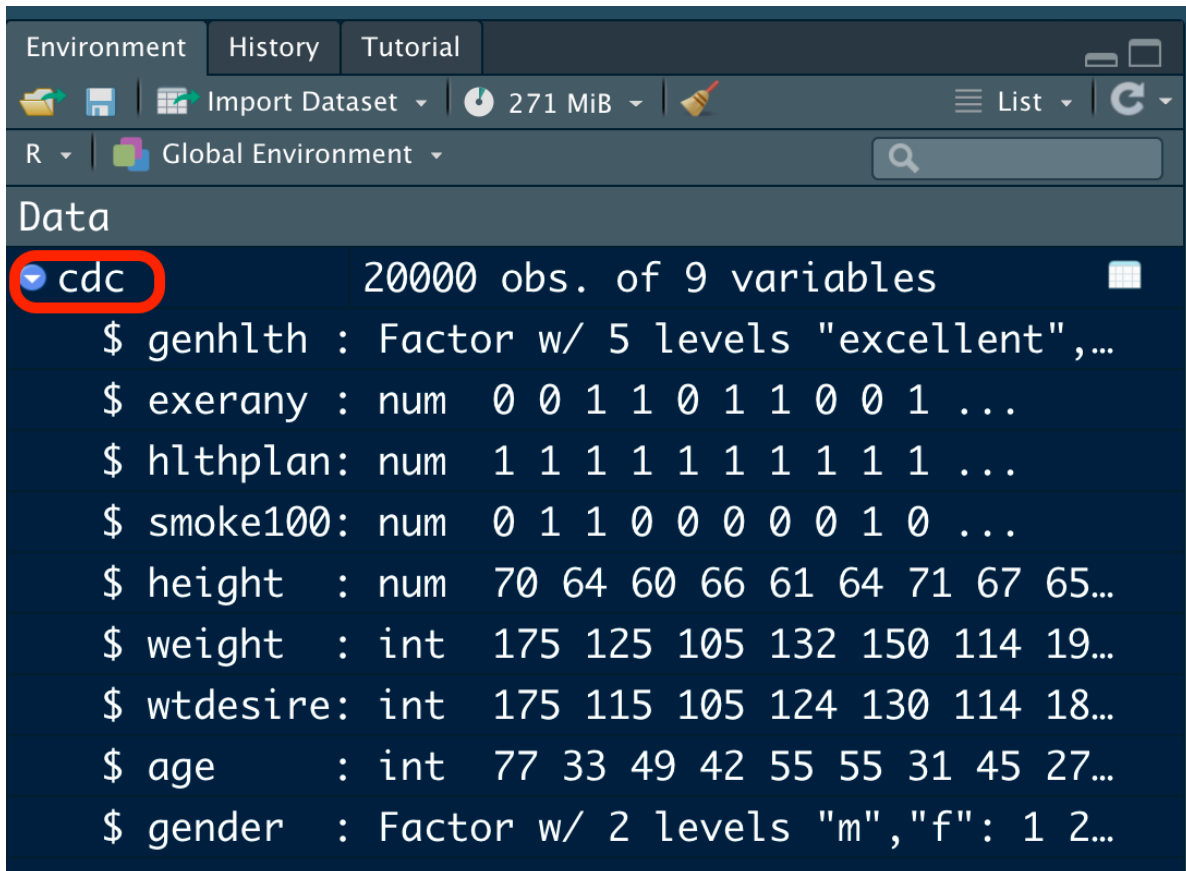 Environment History Tutorial
Import Dataset 271 MiB List
R Global Environment
Data
cdc 20000 obs. of 9 variables
$ genhlth : Factor w/ 5 levels "excellent",…
$ exerany : num 0 0 1 1 0 1 1 0 0 1 ...
$ hlthplan: num 1 1 1 1 1 1 1 1 1 1 ...
$ smoke100: num 0 1 1 0 0 0 0 0 1 0 ...
$ height : num 70 64 60 66 61 64 71 67 65…
$ weight : int 175 125 105 132 150 114 19…
$ wtdesire: int 175 115 105 124 130 114 18…
$ age : int 77 33 49 42 55 55 31 45 27…
$ gender : Factor w/ 2 levels "m","f": 1 2…